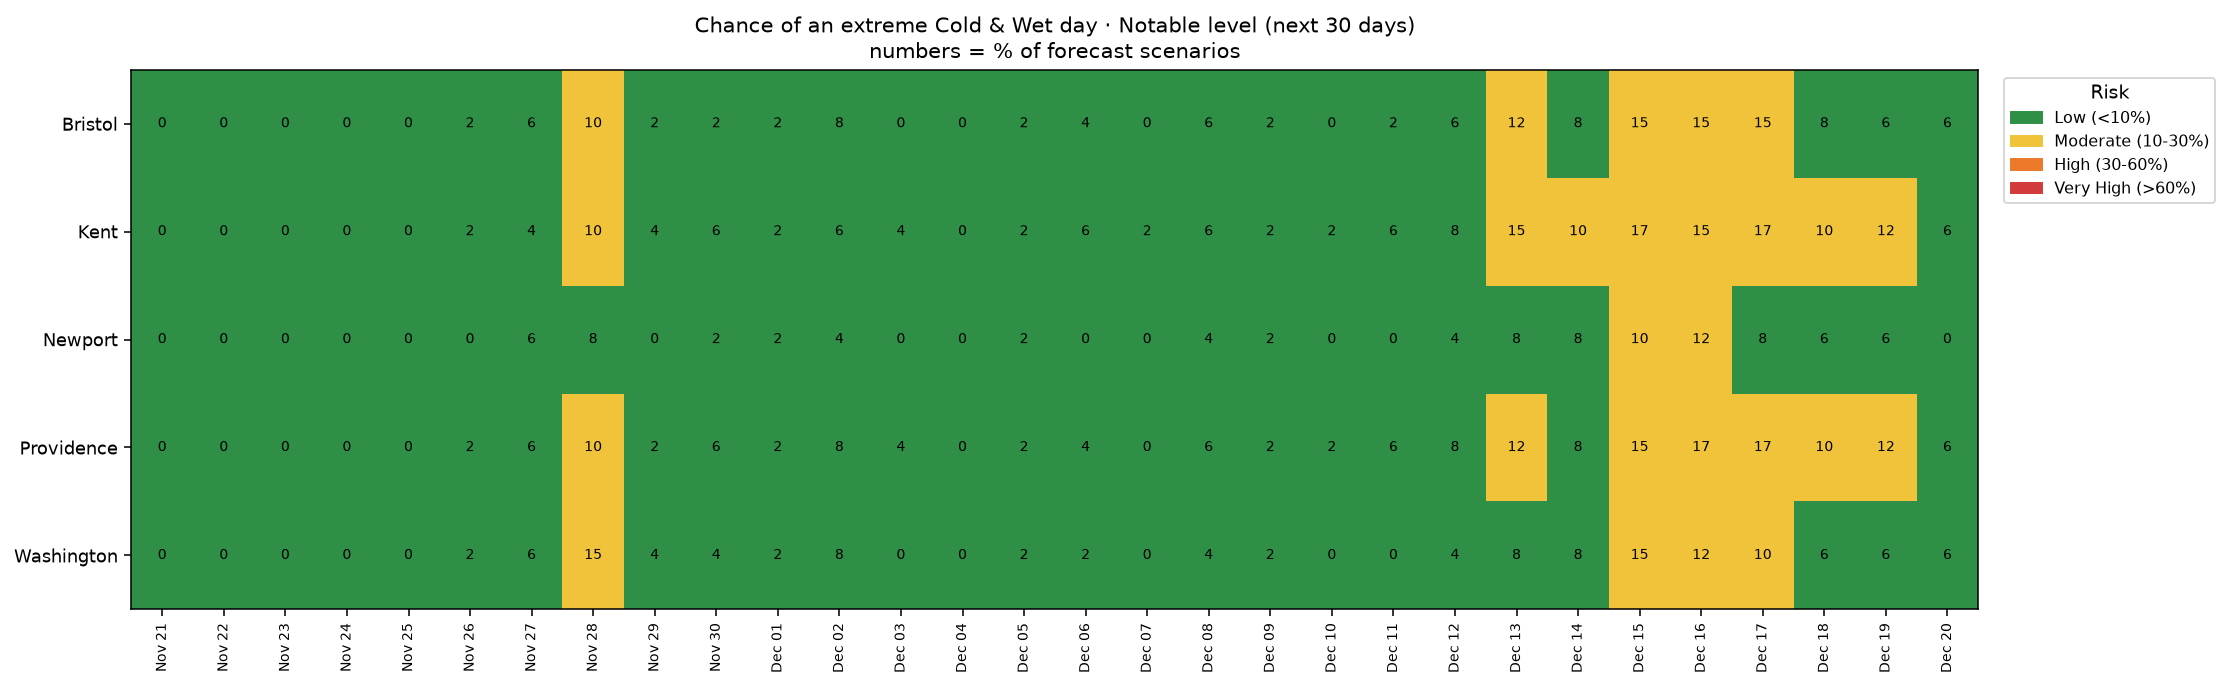 Chance of an extreme Cold & Wet day · Notable level (next 30 days)
numbers = % of forecast scenarios
Bristol 0 0 0 0 0 2 6 10 2 2 2 8 0 0 2 4 0 6 2 0 2 6 12 8 15 15 15 8 6 6
Kent 0 0 0 0 0 2 4 10 4 6 2 6 4 0 2 6 2 6 2 2 6 8 15 10 17 15 17 10 12 6
Newport 0 0 0 0 0 0 6 8 0 2 2 4 0 0 2 0 0 4 2 0 0 4 8 8 10 12 8 6 6 0
Providence 0 0 0 0 0 2 6 10 2 6 2 8 4 0 2 4 0 6 2 2 6 8 12 8 15 17 17 10 12 6
Washington 0 0 0 0 0 2 6 15 4 4 2 8 0 0 2 2 0 4 2 0 0 4 8 8 15 12 10 6 6 6
Nov 21 Nov 22 Nov 23 Nov 24 Nov 25 Nov 26 Nov 27 Nov 28 Nov 29 Nov 30 Dec 01 Dec 02 Dec 03 Dec 04 Dec 05 Dec 06 Dec 07 Dec 08 Dec 09 Dec 10 Dec 11 Dec 12 Dec 13 Dec 14 Dec 15 Dec 16 Dec 17 Dec 18 Dec 19 Dec 20
Risk
Low (<10%)
Moderate (10-30%)
High (30-60%)
Very High (>60%)